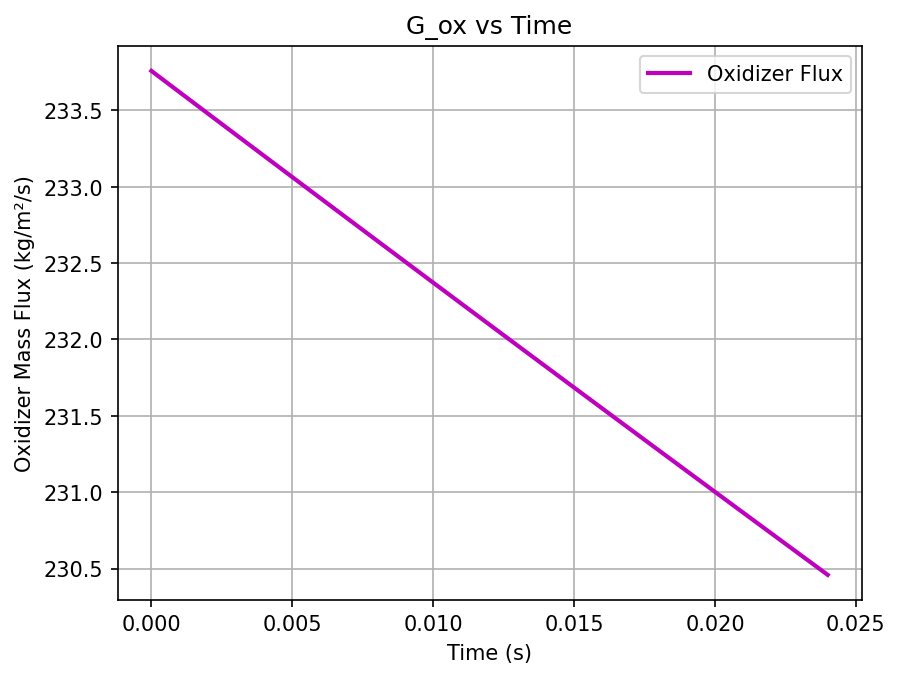 G_ox vs Time
Oxidizer Flux
Oxidizer Mass Flux (kg/m²/s)
233.5
233.0
232.5
232.0
231.5
231.0
230.5
0.000 0.005 0.010 0.015 0.020 0.025
Time (s)